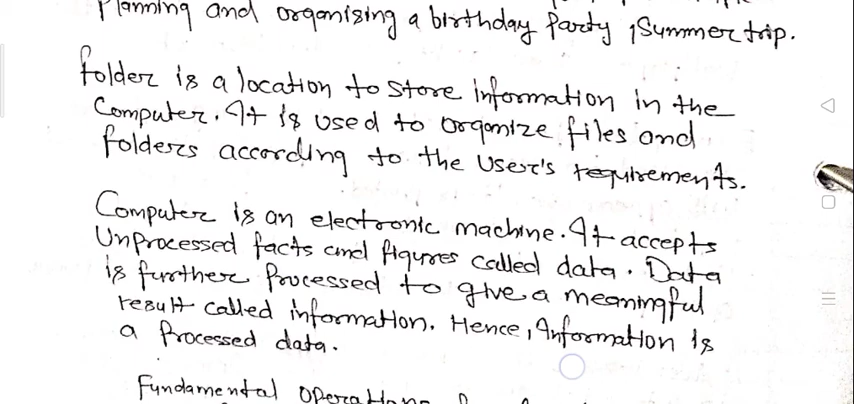 Planning and organising a birthday Party, Summer trip.
folder is a location to store information in the
Computer. It is used to organize files and
folders according to the User's requirements.
Computer is an electronic machine. It accepts
Unprocessed facts and figures called data. Data
is further Processed to give a meaningful
result called information. Hence, Information is
a Processed data.
Fundamental Operations